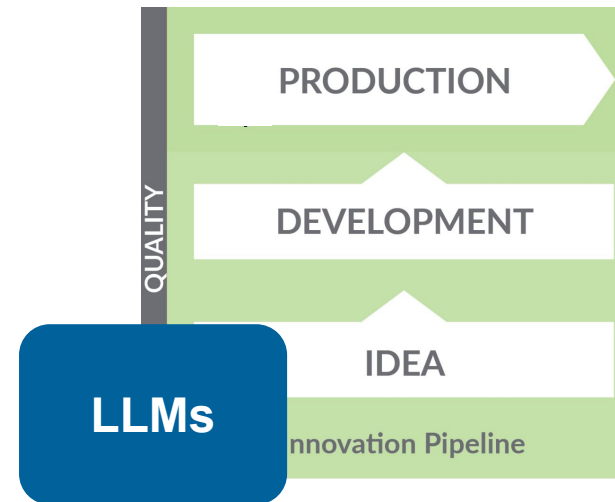 PRODUCTION
DEVELOPMENT
QUALITY
IDEA
LLMs
nnovation Pipeline